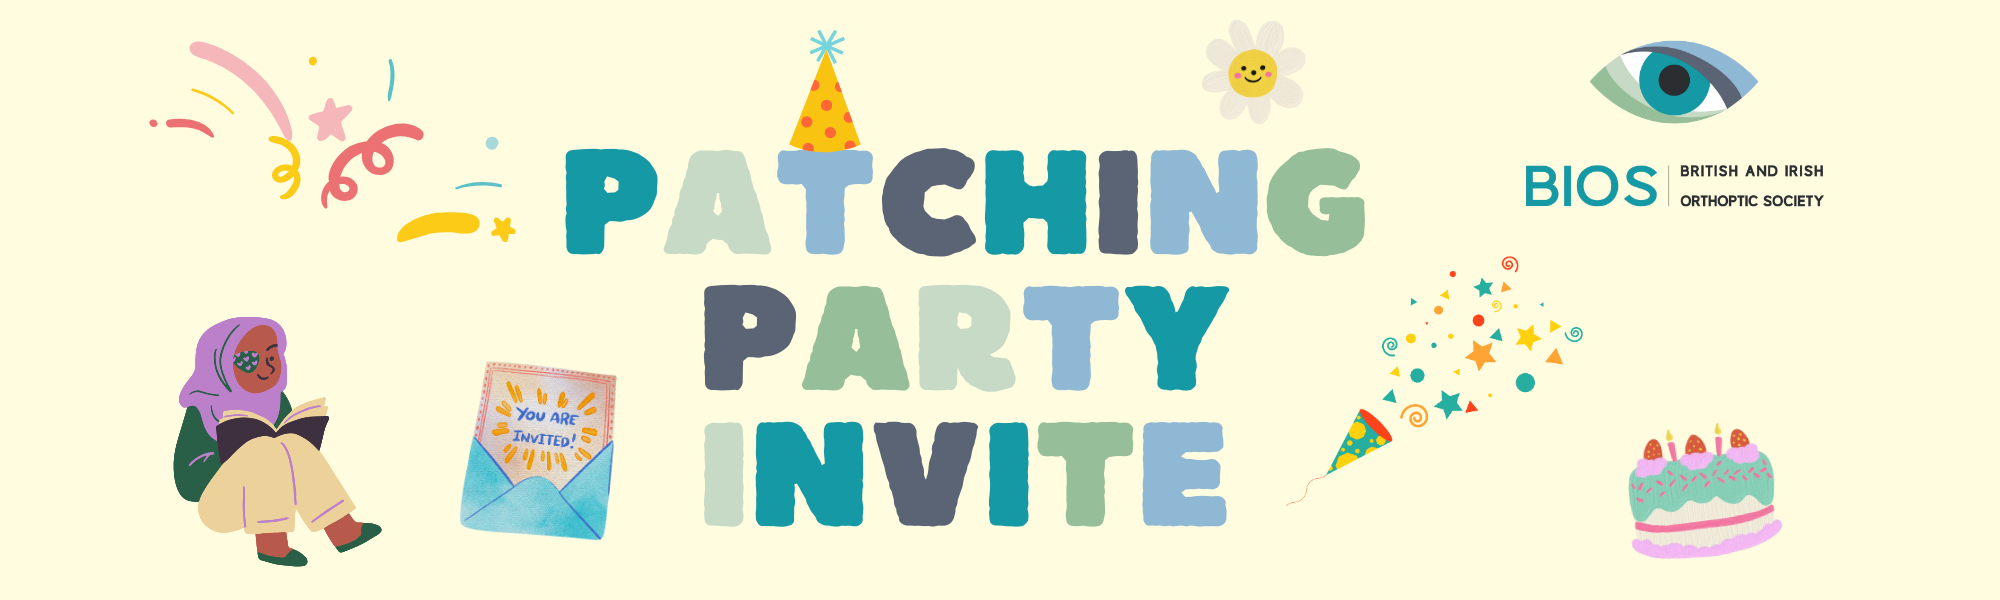 PATCHING
PARTY
INVITE
BIOS
BRITISH AND IRISH
ORTHOPTIC SOCIETY
YOU ARE
INVITED!